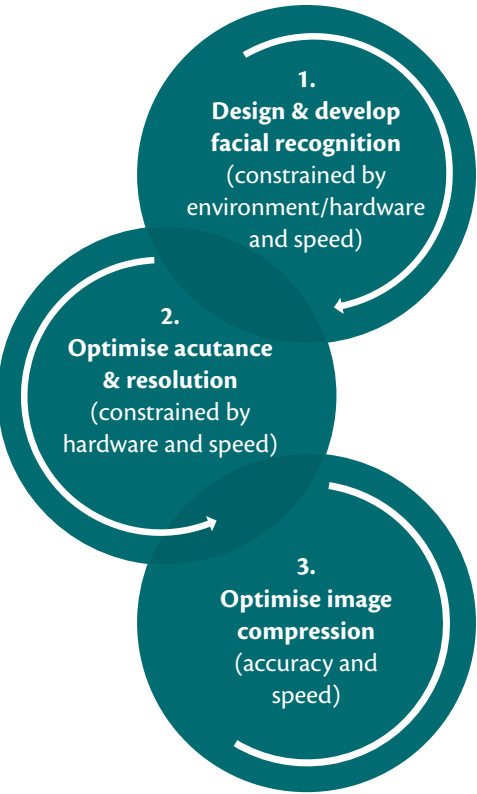 1.
Design & develop
facial recognition
(constrained by
environment/hardware
and speed)
2.
Optimise acutance
& resolution
(constrained by
hardware and speed)
3.
Optimise image
compression
(accuracy and
speed)